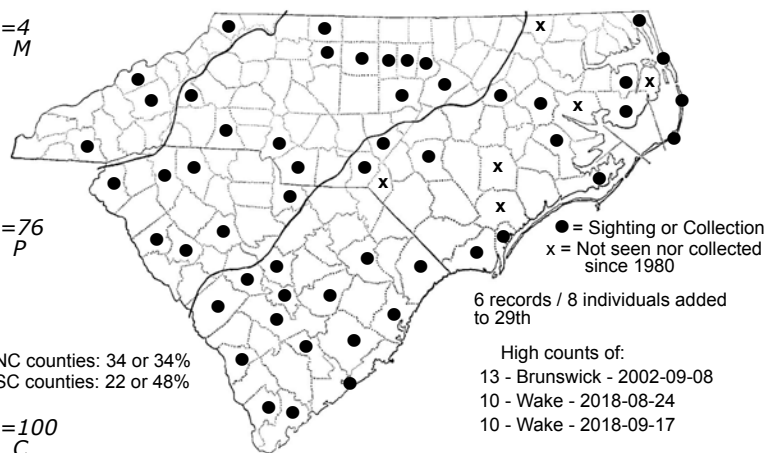 =4
M
=76
P
● = Sighting or Collection
x = Not seen nor collected
since 1980
6 records / 8 individuals added
to 29th
NC counties: 34 or 34%
SC counties: 22 or 48%
High counts of:
13 - Brunswick - 2002-09-08
10 - Wake - 2018-08-24
10 - Wake - 2018-09-17
=100
C
x
x
x
x
x
x